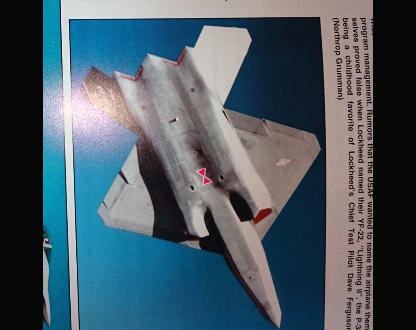 program management. Rumors that the USAF wanted to name the airplane them-
selves proved false when Lockheed named their YF-22, "Lightning II", the P-3
being a childhood favorite of Lockheed's Chief Test Pilot Dave Ferguso
(Northrop Grumman)